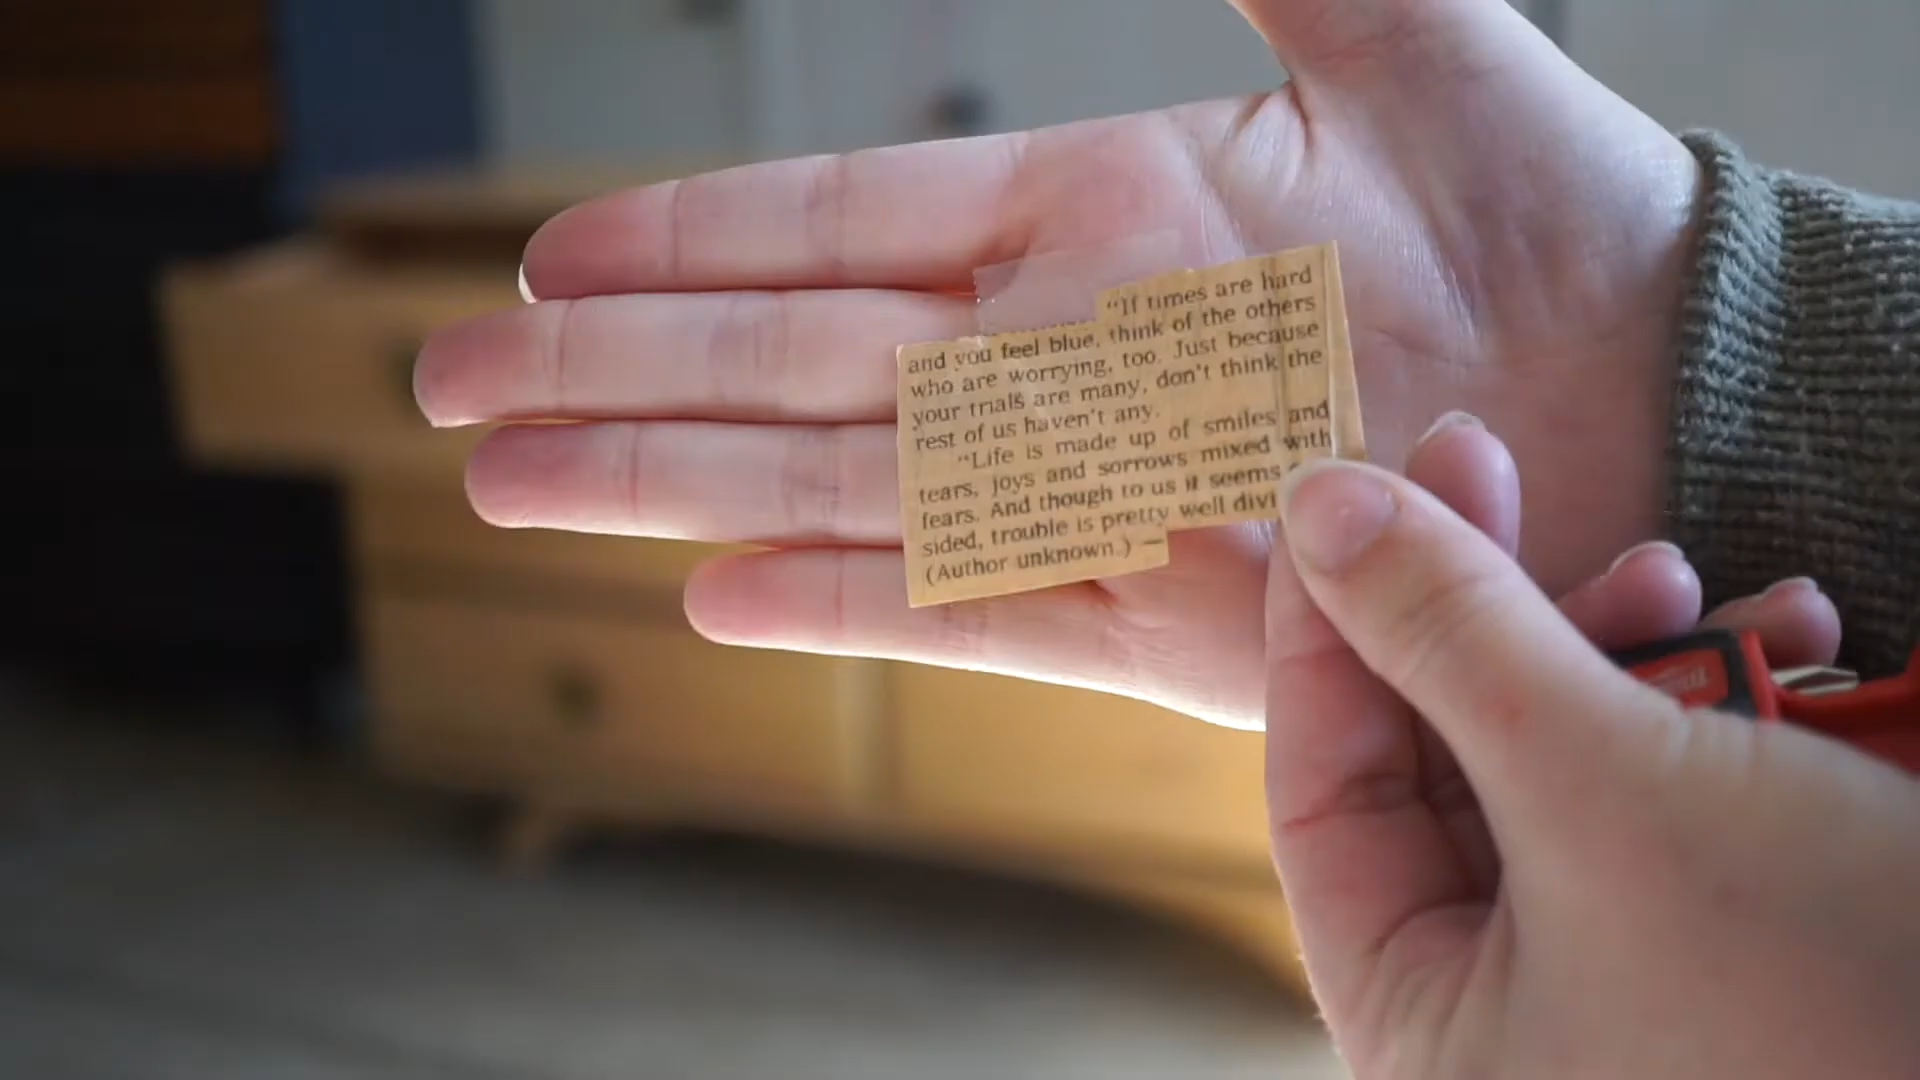 “If times are hard
and you feel blue, think of the others
who are worrying, too. Just because
your trials are many, don't think the
rest of us haven't any.
“Life is made up of smiles and
tears, joys and sorrows mixed with
fears. And though to us it seems
sided, trouble is pretty well divi
(Author unknown.) —